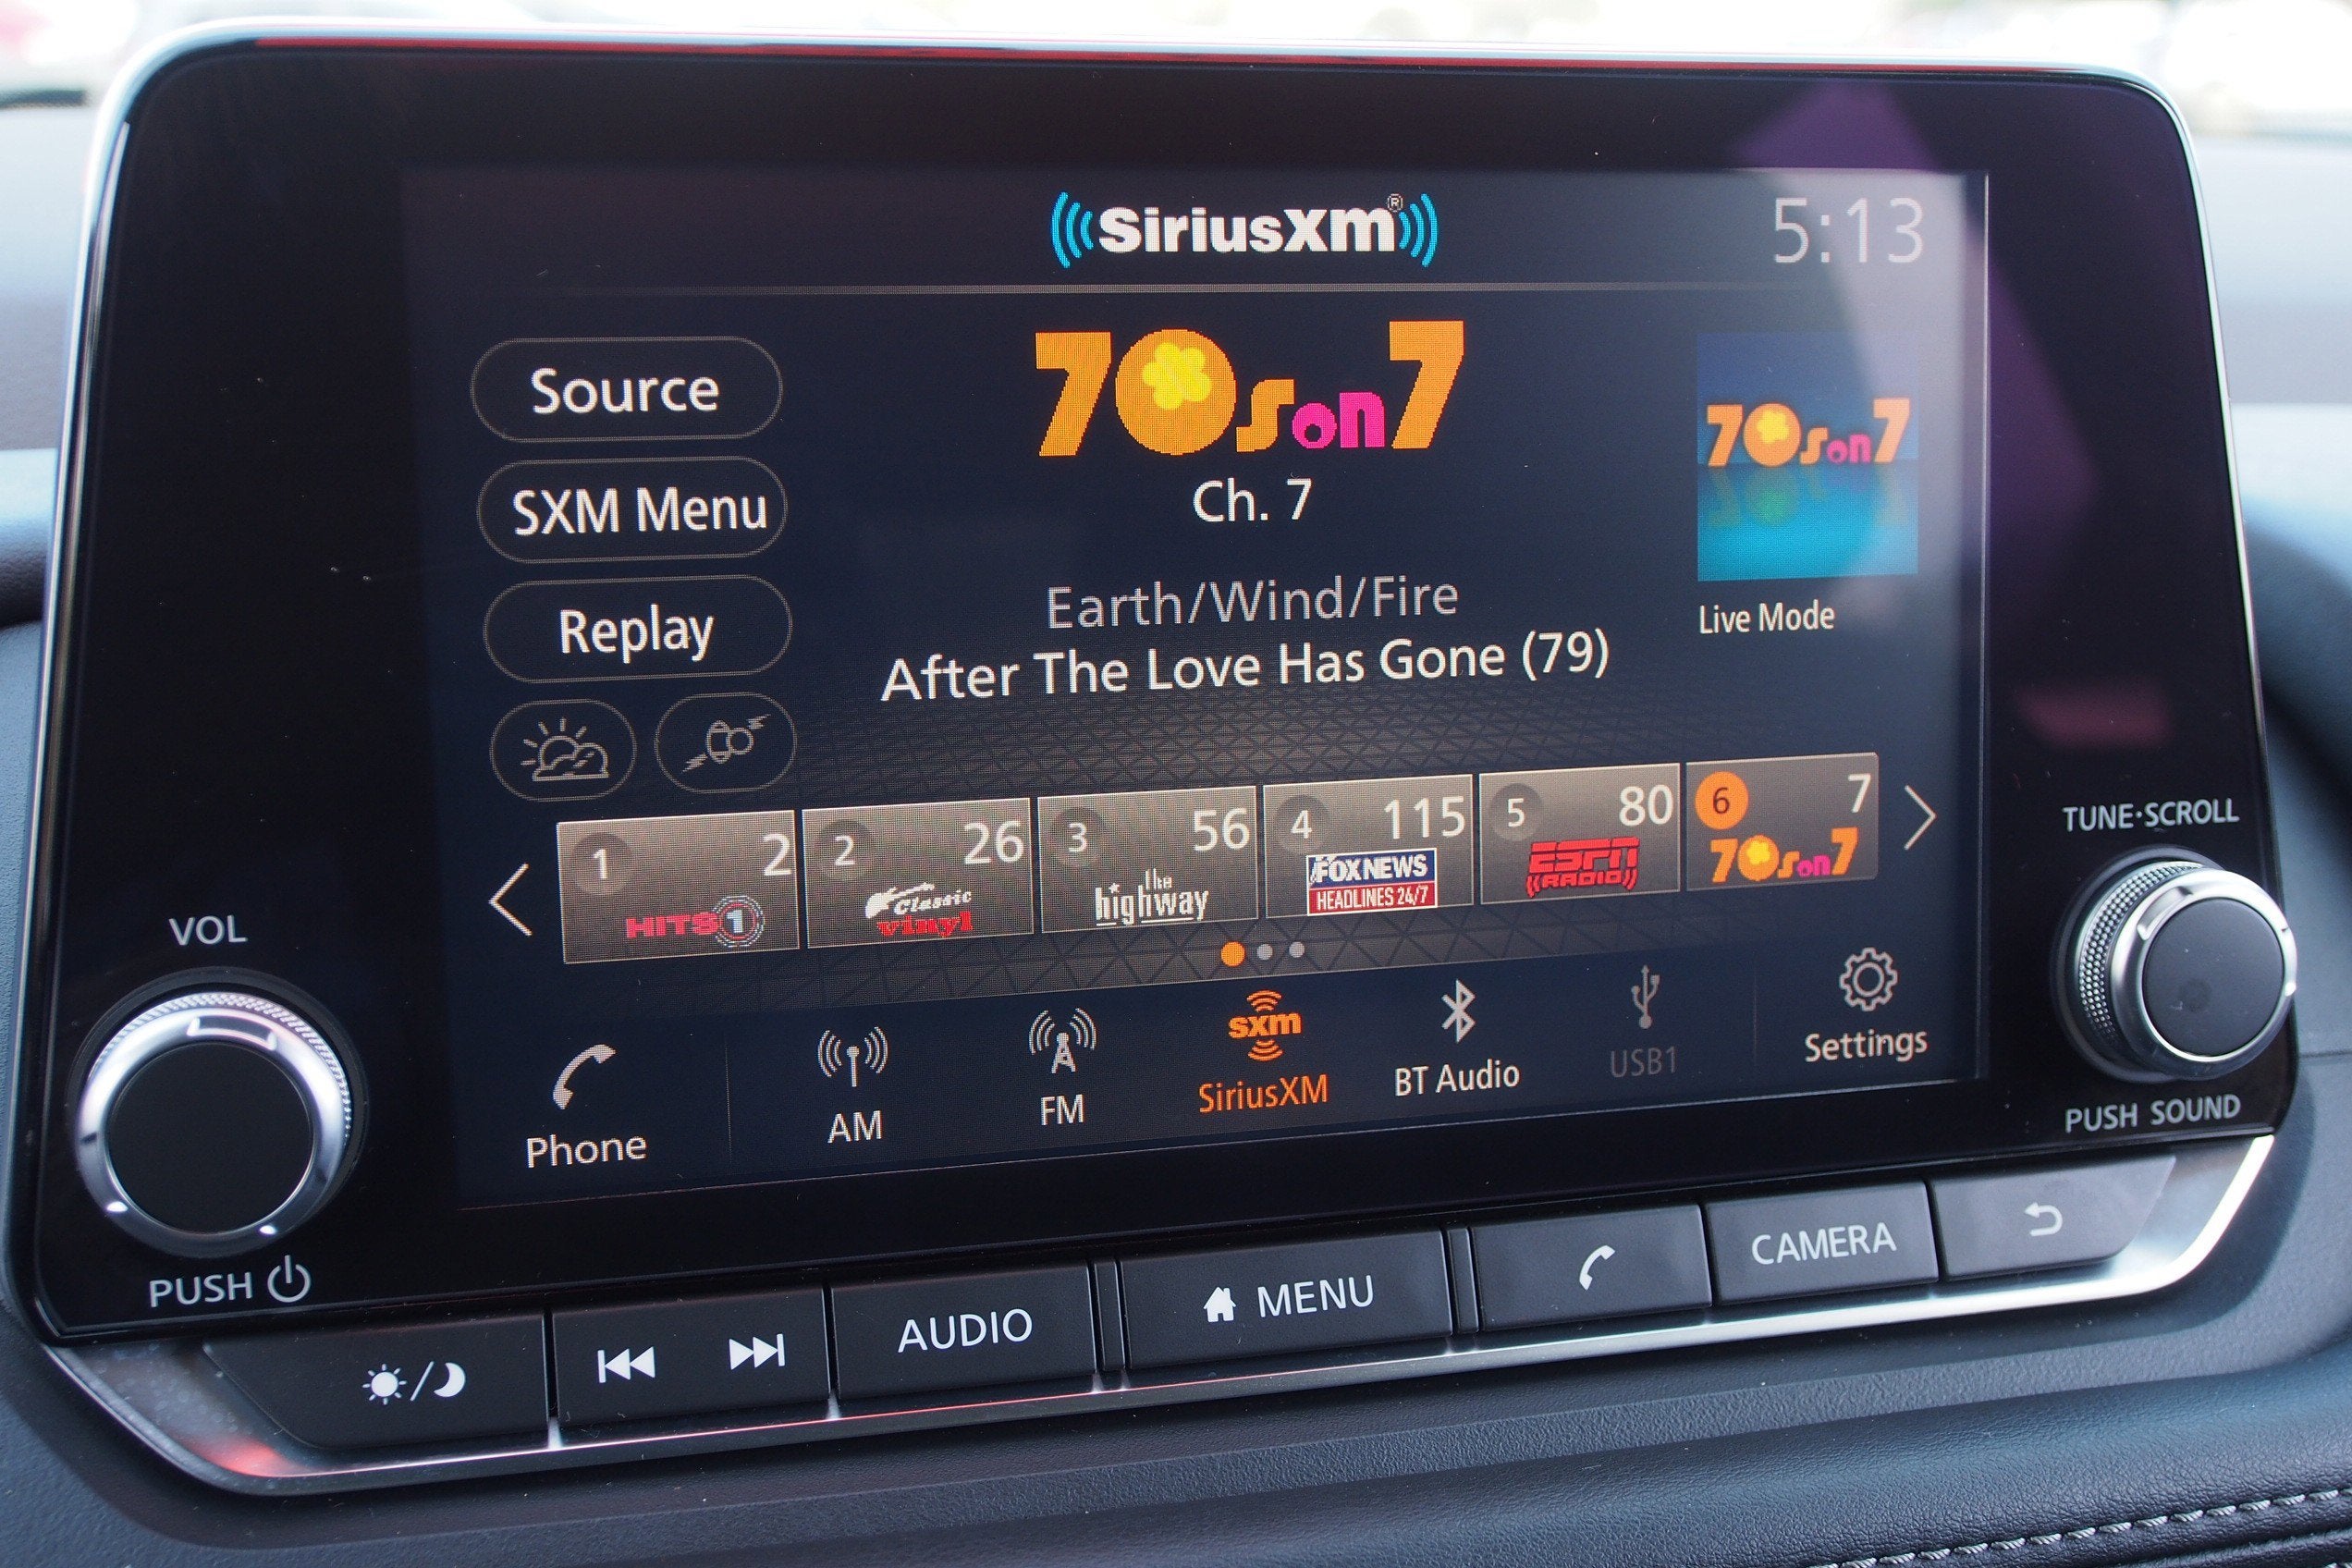 SiriusXm®
5:13
Source
SXM Menu
Replay
70s on 7
Ch. 7
Earth/Wind/Fire
After The Love Has Gone (79)
70s on 7
Live Mode
1 2
HITS 1
2 26
Classic
vinyl
3 56
the
highway
4 115
FOX NEWS
HEADLINES 24/7
5 80
ESPN
RADIO
6 7
70s on 7
Phone
AM
FM
sxm
SiriusXM
BT Audio
USB1
Settings
VOL
PUSH
TUNE·SCROLL
PUSH SOUND
AUDIO
MENU
CAMERA